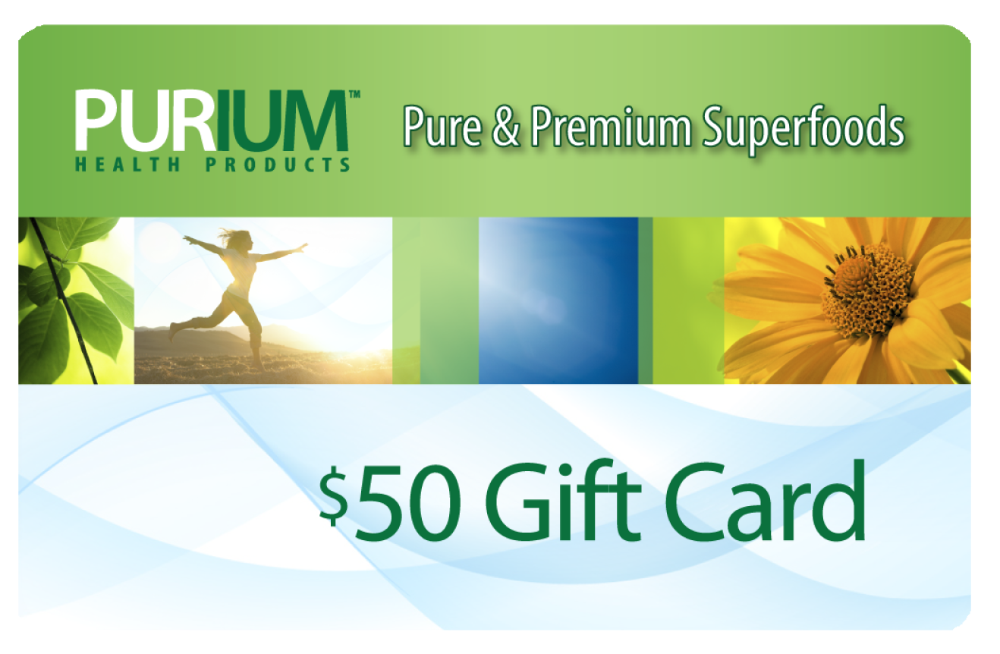 PURIUM™
HEALTH PRODUCTS
Pure & Premium Superfoods
$50 Gift Card